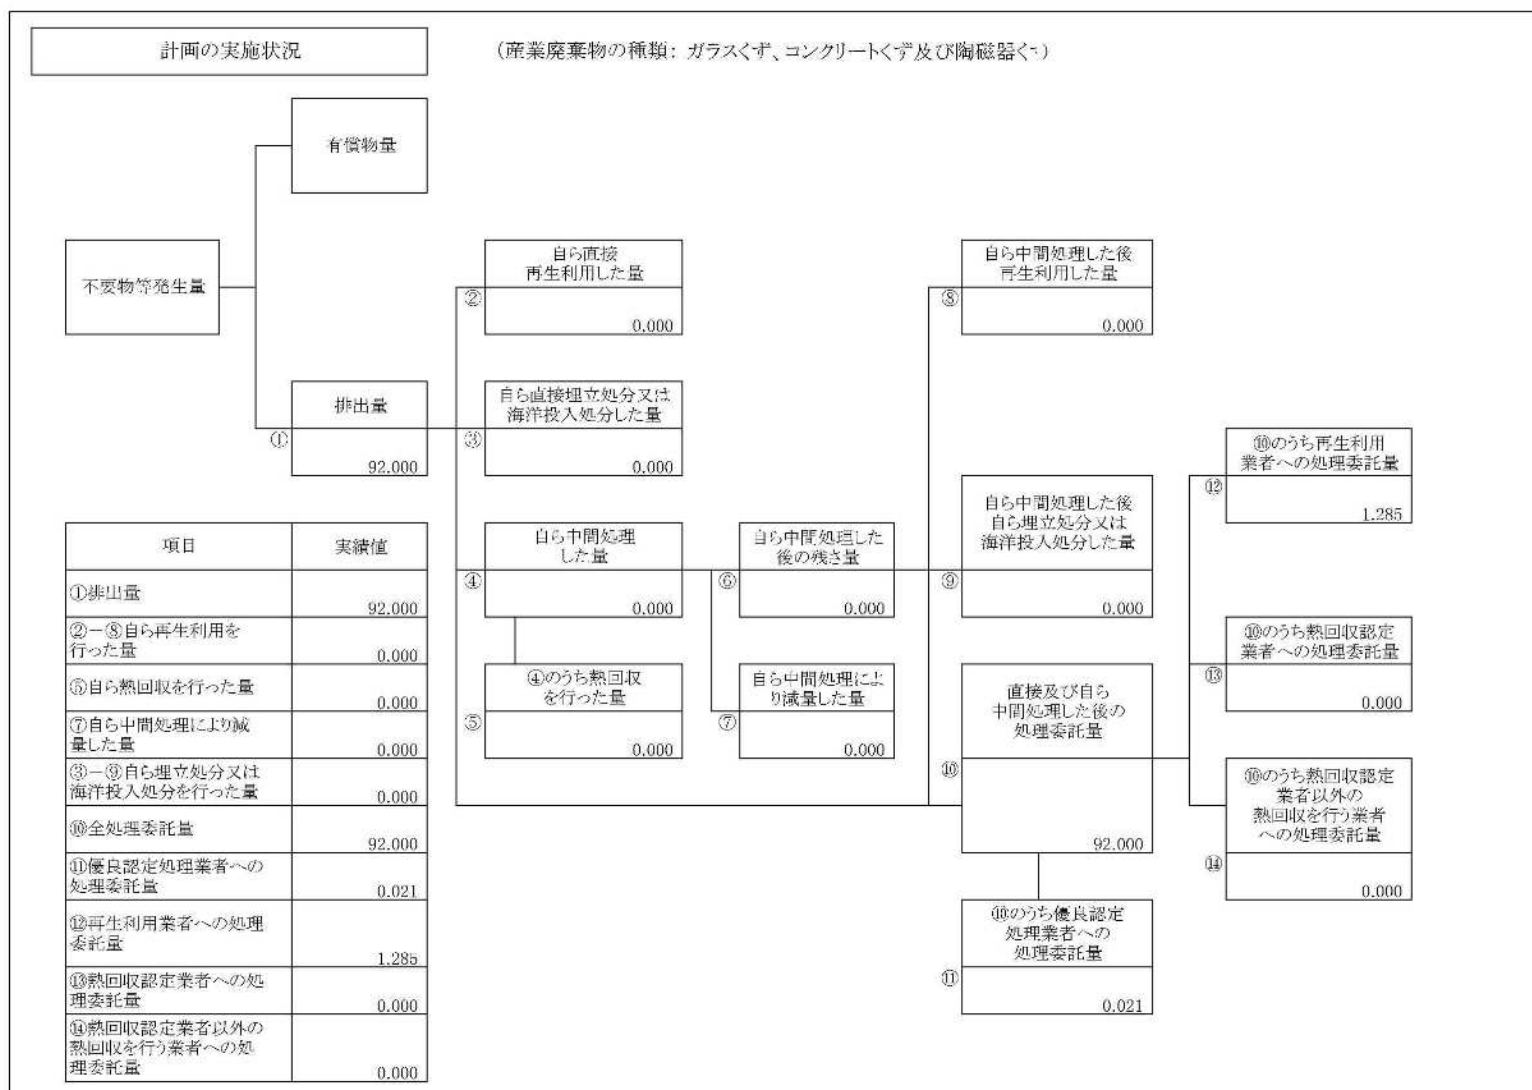 計画の実施状況
(産業廃棄物の種類: ガラスくず、コンクリートくず及び陶磁器く
有償物量
不要物等発生量
自ら直接
再生利用した量
②
0.000
自ら中間処理した後
再生利用した量
⑧
0.000
排出量
①
92.000
自ら直接埋立処分又は
海洋投入処分した量
③
0.000
⑩のうち再生利用
業者への処理委託量
⑫
1.285
自ら中間処理
した量
④
0.000
自ら中間処理した
後の残さ量
⑥
0.000
自ら中間処理した後
自ら埋立処分又は
海洋投入処分した量
⑨
0.000
⑩のうち熱回収認定
業者への処理委託量
⑬
0.000
④のうち熱回収
を行った量
⑤
0.000
自ら中間処理によ
り減量した量
⑦
0.000
直接及び自ら
中間処理した後の
処理委託量
⑩
92.000
⑩のうち熱回収認定
業者以外の
熱回収を行う業者
への処理委託量
⑭
0.000
⑩のうち優良認定
処理業者への
処理委託量
⑪
0.021
項目 実績値
①排出量
92.000
②－⑧自ら再生利用を
行った量
0.000
⑤自ら熱回収を行った量
0.000
⑦自ら中間処理により減
量した量
0.000
③－⑨自ら埋立処分又は
海洋投入処分を行った量
0.000
⑩全処理委託量
92.000
⑪優良認定処理業者への
処理委託量
0.021
⑫再生利用業者への処理
委託量
1.285
⑬熱回収認定業者への処
理委託量
0.000
⑭熱回収認定業者以外の
熱回収を行う業者への処
理委託量
0.000